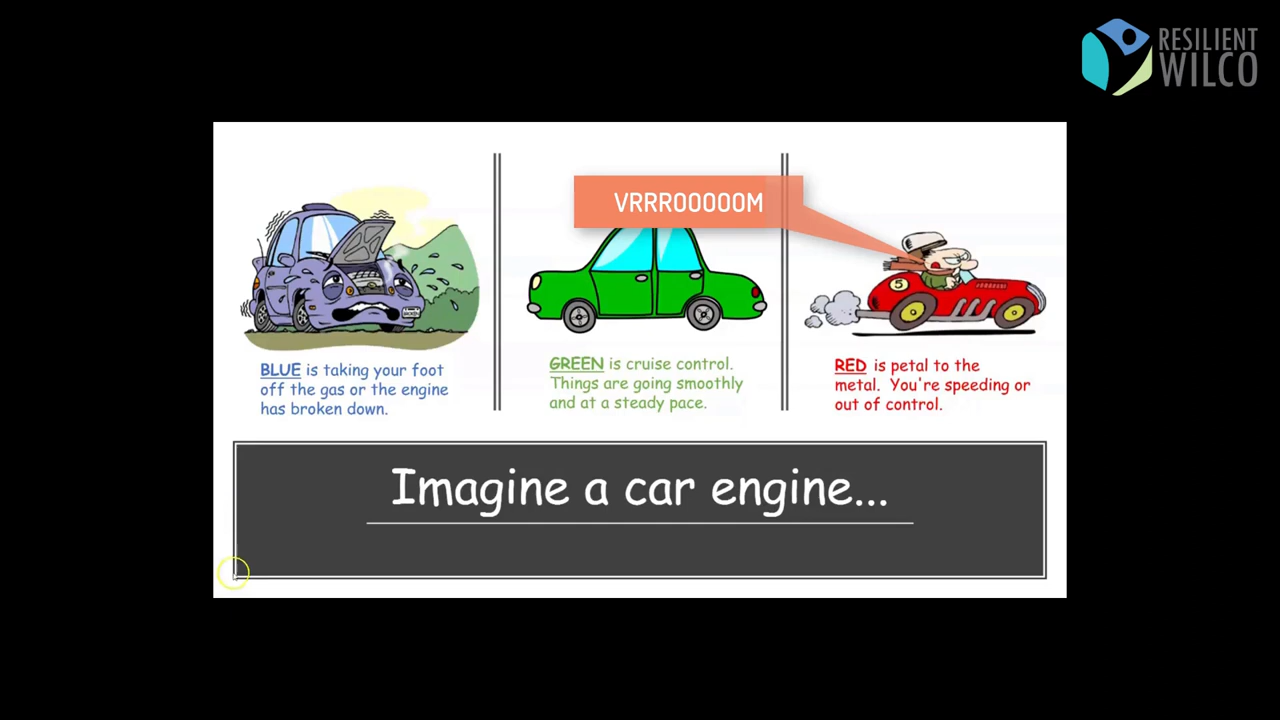 RESILIENT
WILCO
VRRROOOOOM
5
BLUE is taking your foot
off the gas or the engine
has broken down.
GREEN is cruise control.
Things are going smoothly
and at a steady pace.
RED is petal to the
metal. You're speeding or
out of control.
Imagine a car engine...